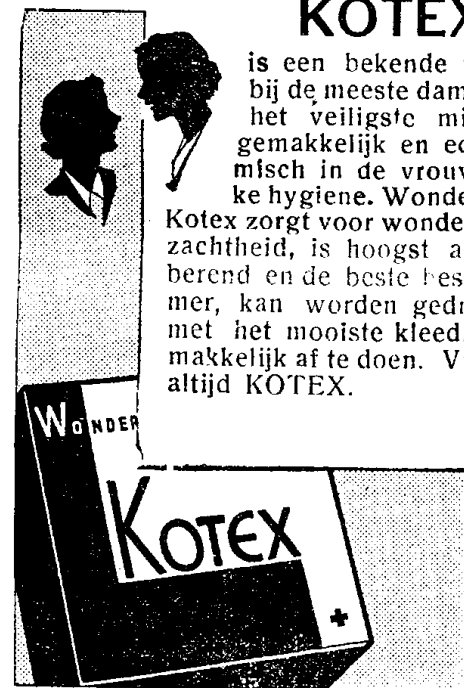 KOTEX
is een bekende
bij de meeste dam
het veiligste mi
gemakkelijk en ec
misch in de vrouw
ke hygiene. Wonde
Kotex zorgt voor wonde
zachtheid, is hoogst a
berend en de beste bes
mer, kan worden gedr
met het mooiste kleed.
makkelijk af te doen. V
altijd KOTEX.
WONDER
KOTEX